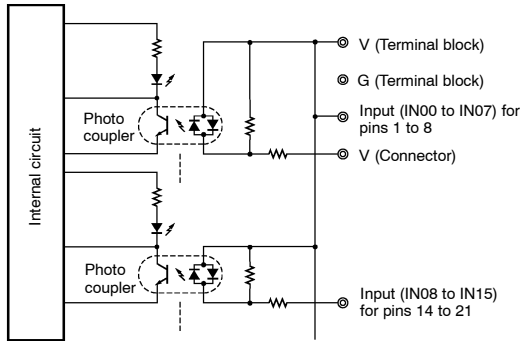 Internal circuit
Photo
coupler
V (Terminal block)
G (Terminal block)
Input (IN00 to IN07) for
pins 1 to 8
V (Connector)
Photo
coupler
Input (IN08 to IN15)
for pins 14 to 21